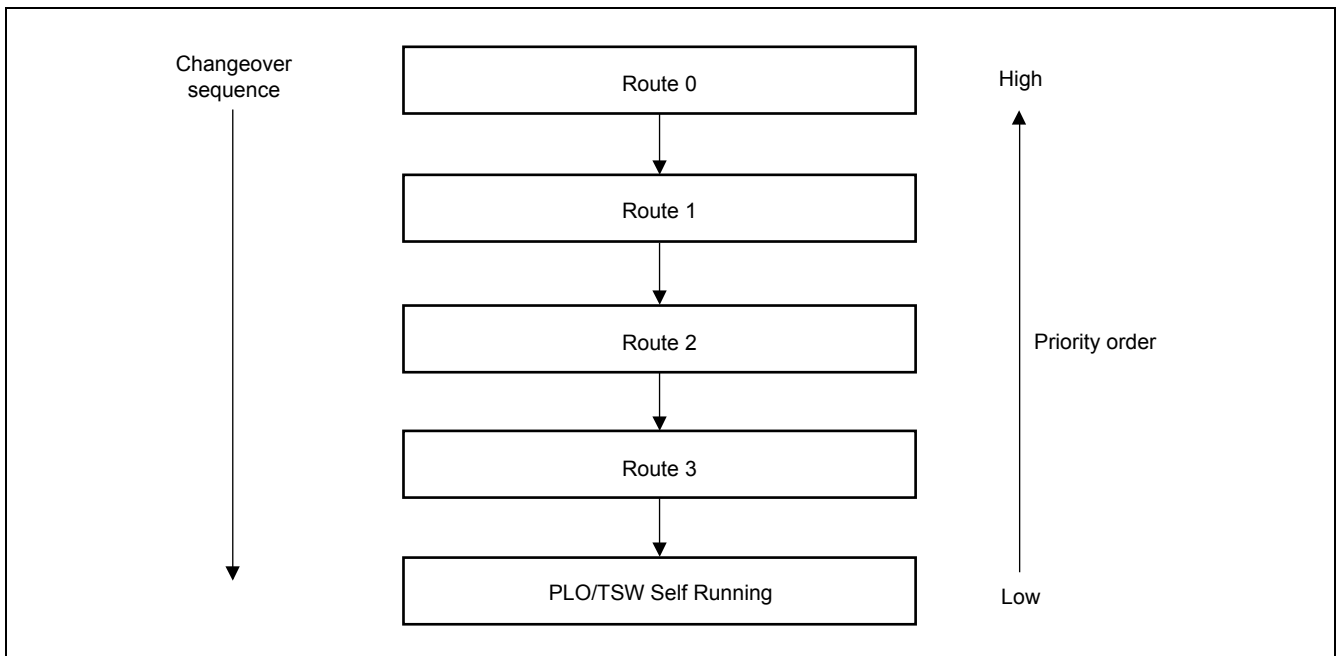 Changeover
sequence
Route 0
High
Route 1
Route 2
Priority order
Route 3
PLO/TSW Self Running
Low